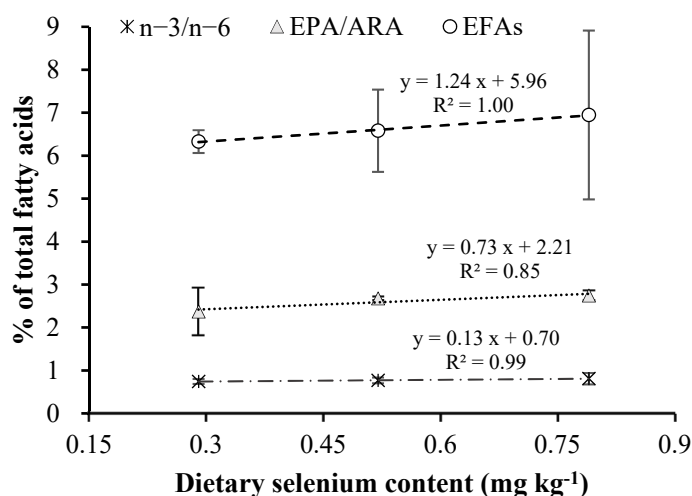 n−3/n−6 EPA/ARA EFAs
9
8
7
6
5
4
3
2
1
0
% of total fatty acids
y = 1.24 x + 5.96
R² = 1.00
y = 0.73 x + 2.21
R² = 0.85
y = 0.13 x + 0.70
R² = 0.99
0.15 0.3 0.45 0.6 0.75 0.9
Dietary selenium content (mg kg⁻¹)